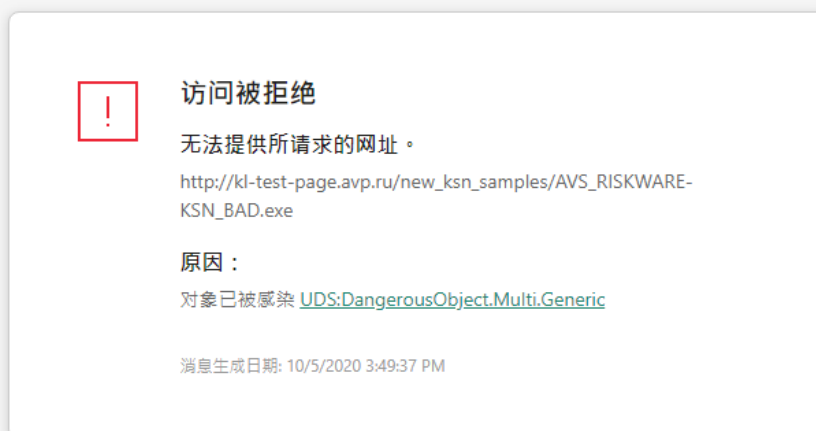 !
访问被拒绝
无法提供所请求的网址。
http://kl-test-page.avp.ru/new_ksn_samples/AVS_RISKWARE-
KSN_BAD.exe
原因：
对象已被感染 UDS:DangerousObject.Multi.Generic
消息生成日期: 10/5/2020 3:49:37 PM